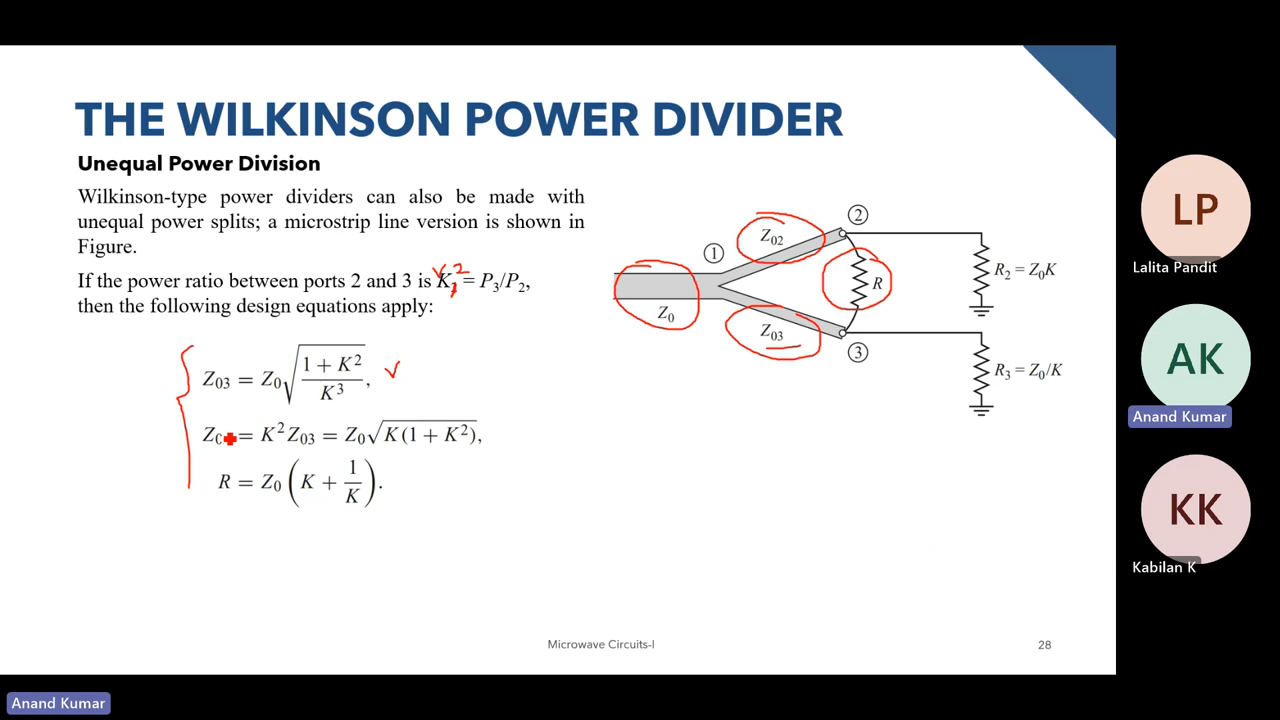 THE WILKINSON POWER DIVIDER
Unequal Power Division
Wilkinson-type power dividers can also be made with
unequal power splits; a microstrip line version is shown in
Figure.
If the power ratio between ports 2 and 3 is K² = P₃/P₂,
then the following design equations apply:
Z₀₃ = Z₀√((1 + K²)/K³),
= K²Z₀₃ = Z₀√(K(1 + K²)),
R = Z₀(K + 1/K).
①
②
③
Z₀
Z₀₂
Z₀₃
R
R₂ = Z₀K
R₃ = Z₀/K
Microwave Circuits-I
28
LP
Lalita Pandit
AK
Anand Kumar
KK
Kabilan K
Anand Kumar